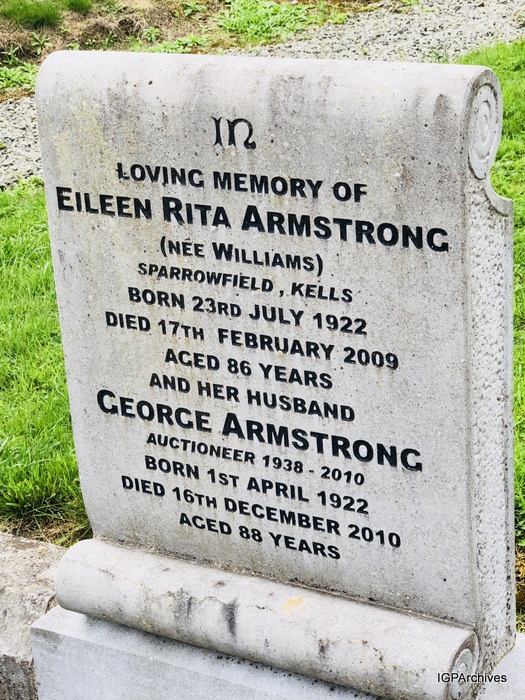 In
LOVING MEMORY OF
EILEEN RITA ARMSTRONG
(NÉE WILLIAMS)
SPARROWFIELD, KELLS
BORN 23RD JULY 1922
DIED 17TH FEBRUARY 2009
AGED 86 YEARS
AND HER HUSBAND
GEORGE ARMSTRONG
AUCTIONEER 1938 - 2010
BORN 1ST APRIL 1922
DIED 16TH DECEMBER 2010
AGED 88 YEARS
IGPArchives